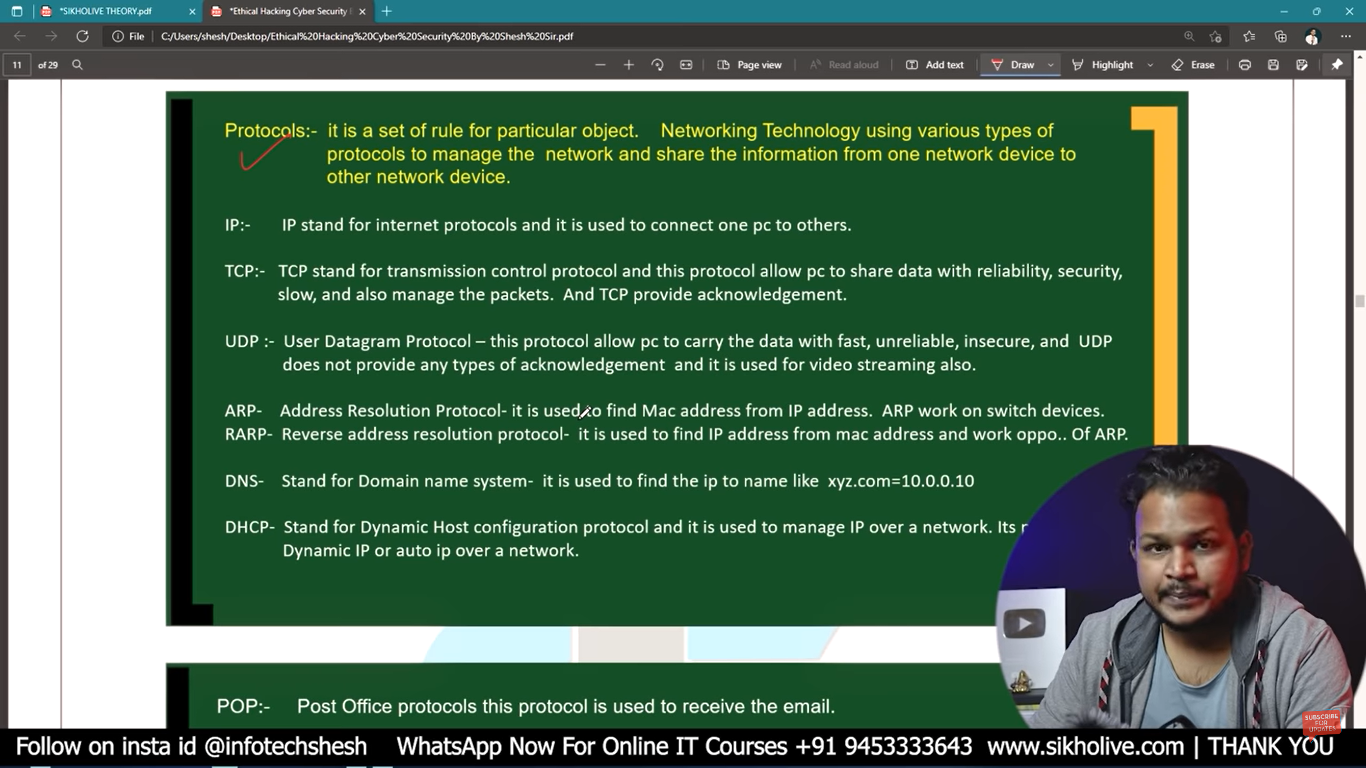 *SIKHOLIVE THEORY.pdf
*Ethical Hacking Cyber Security
File C:/Users/shesh/Desktop/Ethical%20Hacking%20Cyber%20Security%20By%20Shesh%20Sir.pdf
11 of 29 Page view Read aloud Add text Draw Highlight Erase
Protocols:- it is a set of rule for particular object. Networking Technology using various types of
protocols to manage the network and share the information from one network device to
other network device.
IP:- IP stand for internet protocols and it is used to connect one pc to others.
TCP:- TCP stand for transmission control protocol and this protocol allow pc to share data with reliability, security,
slow, and also manage the packets. And TCP provide acknowledgement.
UDP :- User Datagram Protocol – this protocol allow pc to carry the data with fast, unreliable, insecure, and UDP
does not provide any types of acknowledgement and it is used for video streaming also.
ARP- Address Resolution Protocol- it is used to find Mac address from IP address. ARP work on switch devices.
RARP- Reverse address resolution protocol- it is used to find IP address from mac address and work oppo.. Of ARP.
DNS- Stand for Domain name system- it is used to find the ip to name like xyz.com=10.0.0.10
DHCP- Stand for Dynamic Host configuration protocol and it is used to manage IP over a network. Its
Dynamic IP or auto ip over a network.
POP:- Post Office protocols this protocol is used to receive the email.
SUBSCRIBE
FOR
UPDATES
Follow on insta id @infotechshesh WhatsApp Now For Online IT Courses +91 9453333643 www.sikholive.com | THANK YOU